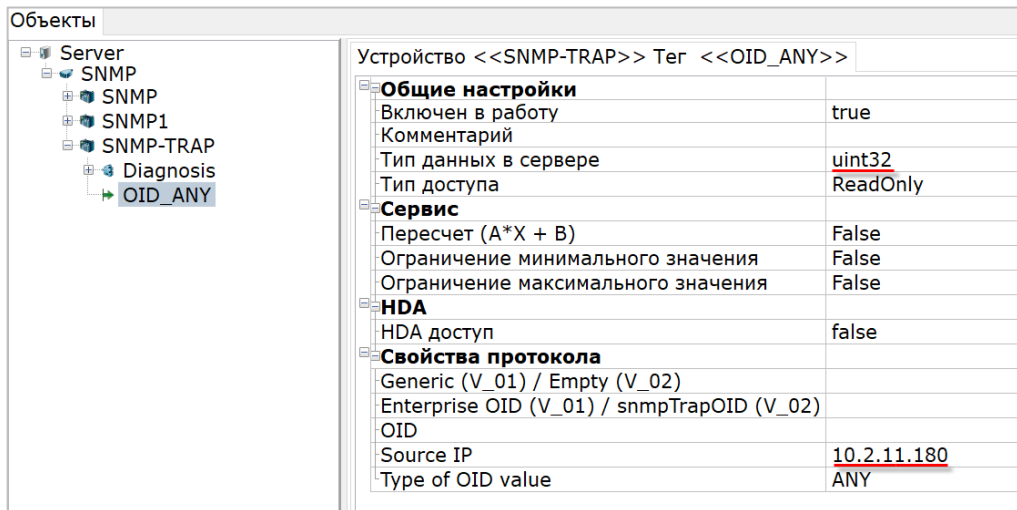 Объекты
Server
SNMP
SNMP
SNMP1
SNMP-TRAP
Diagnosis
OID_ANY
Устройство <<SNMP-TRAP>> Тег <<OID_ANY>>
Общие настройки
Включен в работу true
Комментарий
Тип данных в сервере uint32
Тип доступа ReadOnly
Сервис
Пересчет (A*X + B) False
Ограничение минимального значения False
Ограничение максимального значения False
HDA
HDA доступ false
Свойства протокола
Generic (V_01) / Empty (V_02)
Enterprise OID (V_01) / snmpTrapOID (V_02)
OID
Source IP 10.2.11.180
Type of OID value ANY